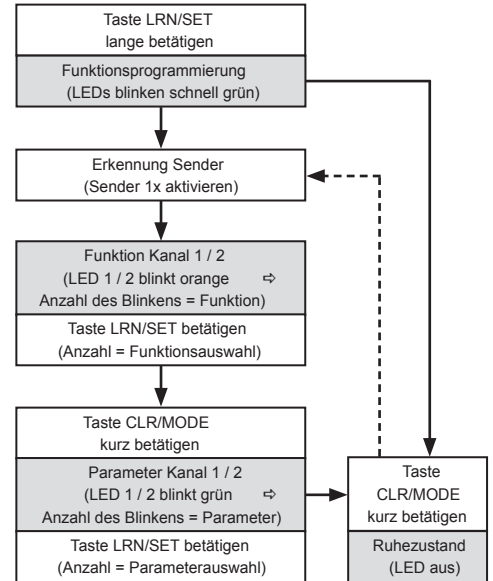 Taste LRN/SET
lange betätigen
Funktionsprogrammierung
(LEDs blinken schnell grün)
Erkennung Sender
(Sender 1x aktivieren)
Funktion Kanal 1 / 2
(LED 1 / 2 blinkt orange ⇨
Anzahl des Blinkens = Funktion)
Taste LRN/SET betätigen
(Anzahl = Funktionsauswahl)
Taste CLR/MODE
kurz betätigen
Parameter Kanal 1 / 2
(LED 1 / 2 blinkt grün ⇨
Anzahl des Blinkens = Parameter)
Taste LRN/SET betätigen
(Anzahl = Parameterauswahl)
Taste
CLR/MODE
kurz betätigen
Ruhezustand
(LED aus)